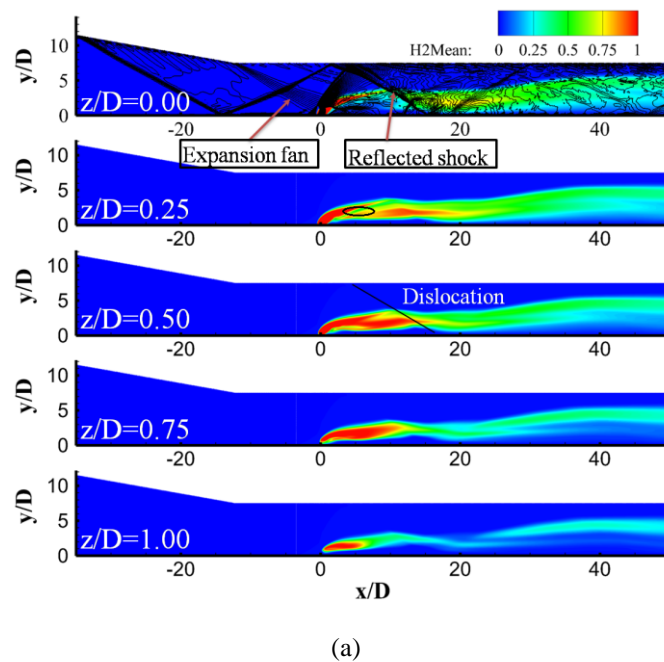 H2Mean: 0 0.25 0.5 0.75 1
y/D
10
5
0
z/D=0.00
-20 0 20 40
Expansion fan
Reflected shock
y/D
10
5
0
z/D=0.25
-20 0 20 40
y/D
10
5
0
z/D=0.50
Dislocation
-20 0 20 40
y/D
10
5
0
z/D=0.75
-20 0 20 40
y/D
10
5
0
z/D=1.00
-20 0 20 40
x/D
(a)